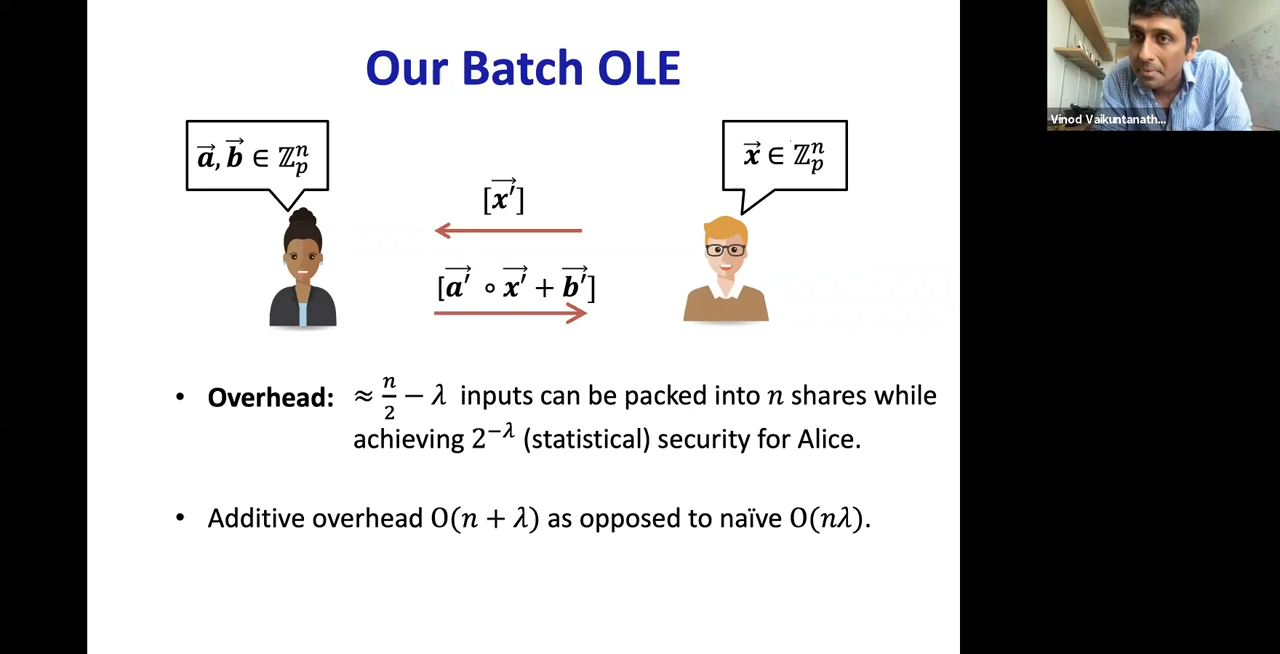 Our Batch OLE
Vinod Vaikuntanath...
a⃗, b⃗ ∈ ℤₚⁿ
x⃗ ∈ ℤₚⁿ
[x⃗′]
[a⃗′ ∘ x⃗′ + b⃗′]
• Overhead: ≈ n/2 − λ inputs can be packed into n shares while
achieving 2^{−λ} (statistical) security for Alice.
• Additive overhead O(n + λ) as opposed to naïve O(nλ).